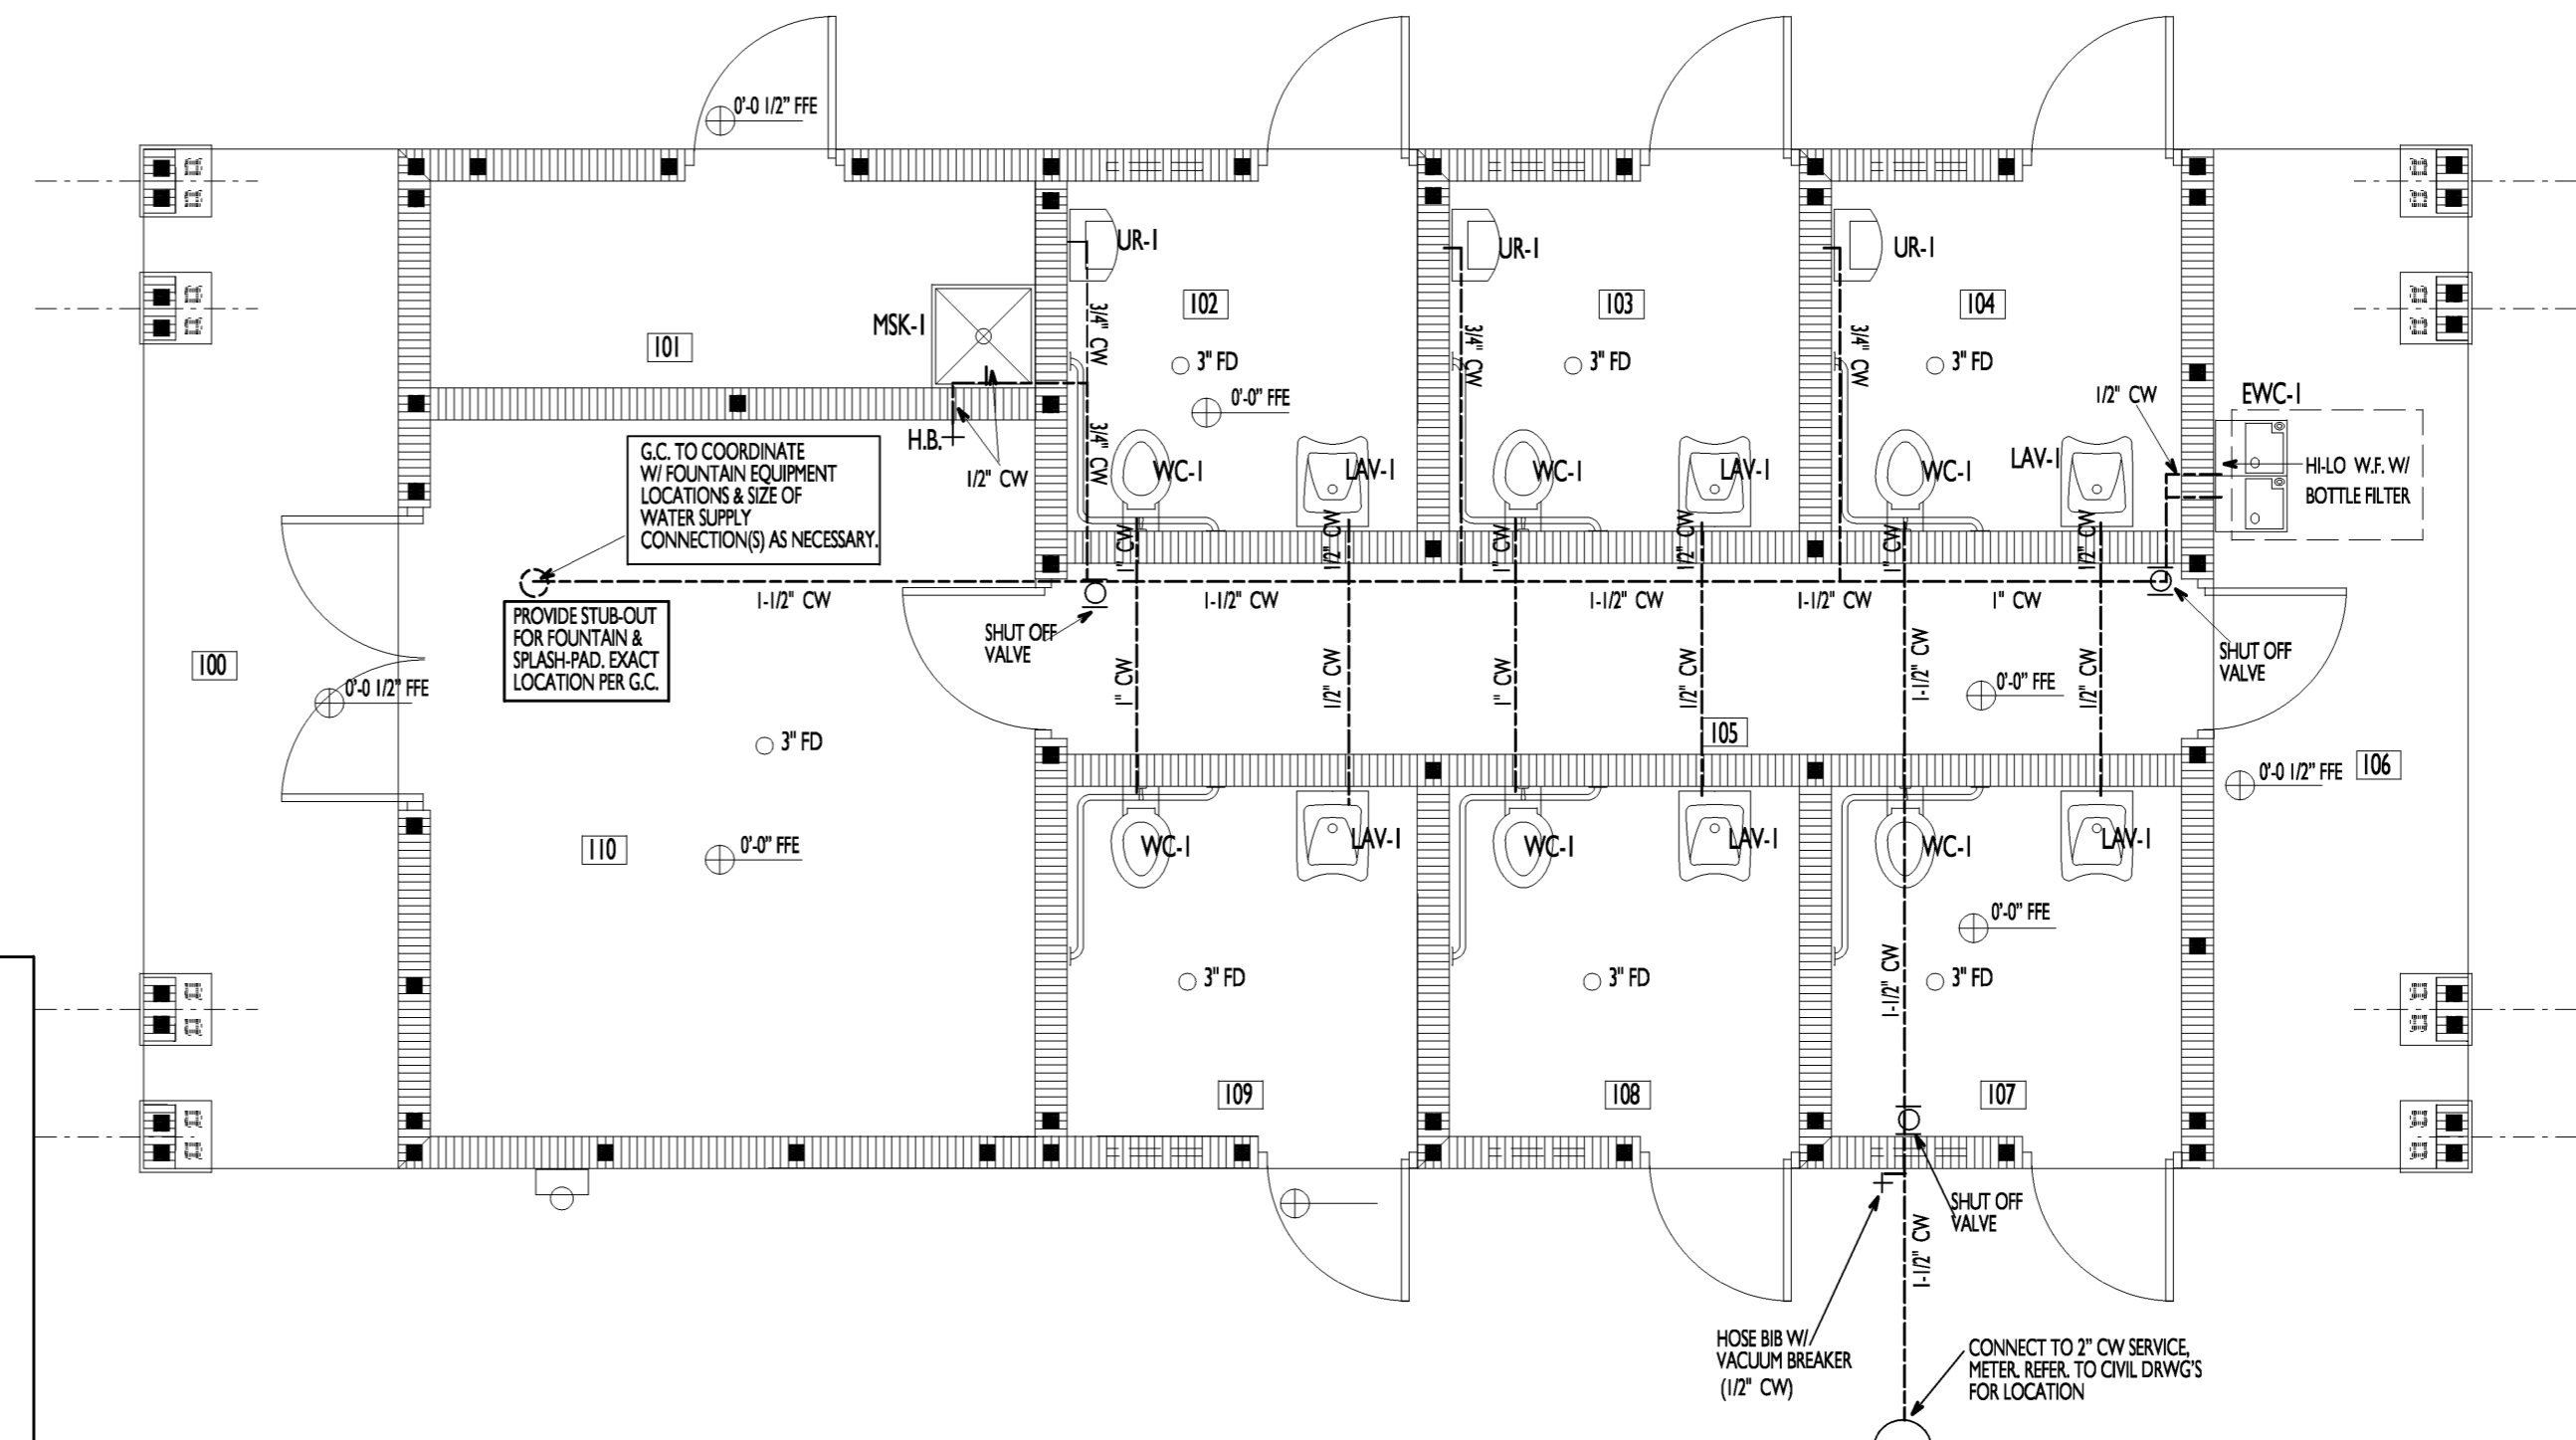 0'-0 1/2" FFE
UR-1
UR-1
UR-1
102
103
104
MSK-1
101
3/4" CW
3/4" CW
3/4" CW
3" FD
3" FD
3" FD
0'-0" FFE
1/2" CW
EWC-1
H.B.
3/4" CW
1/2" CW
G.C. TO COORDINATE
W/ FOUNTAIN EQUIPMENT
LOCATIONS & SIZE OF
WATER SUPPLY
CONNECTION(S) AS NECESSARY.
WC-1
LAV-1
WC-1
LAV-1
WC-1
LAV-1
HI-LO W.F. W/
BOTTLE FILTER
1" CW
1/2" CW
1" CW
1/2" CW
1" CW
1/2" CW
1-1/2" CW
1-1/2" CW
1-1/2" CW
1-1/2" CW
1" CW
PROVIDE STUB-OUT
FOR FOUNTAIN &
SPLASH-PAD. EXACT
LOCATION PER G.C.
SHUT OFF
VALVE
SHUT OFF
VALVE
100
0'-0 1/2" FFE
1" CW
1/2" CW
1" CW
1/2" CW
1-1/2" CW
0'-0" FFE
1/2" CW
105
3" FD
0'-0 1/2" FFE
106
110
0'-0" FFE
WC-1
LAV-1
WC-1
LAV-1
WC-1
LAV-1
0'-0" FFE
3" FD
3" FD
1-1/2" CW
3" FD
109
108
107
SHUT OFF
VALVE
1-1/2" CW
HOSE BIB W/
VACUUM BREAKER
(1/2" CW)
CONNECT TO 2" CW SERVICE,
METER. REFER. TO CIVIL DRWG'S
FOR LOCATION